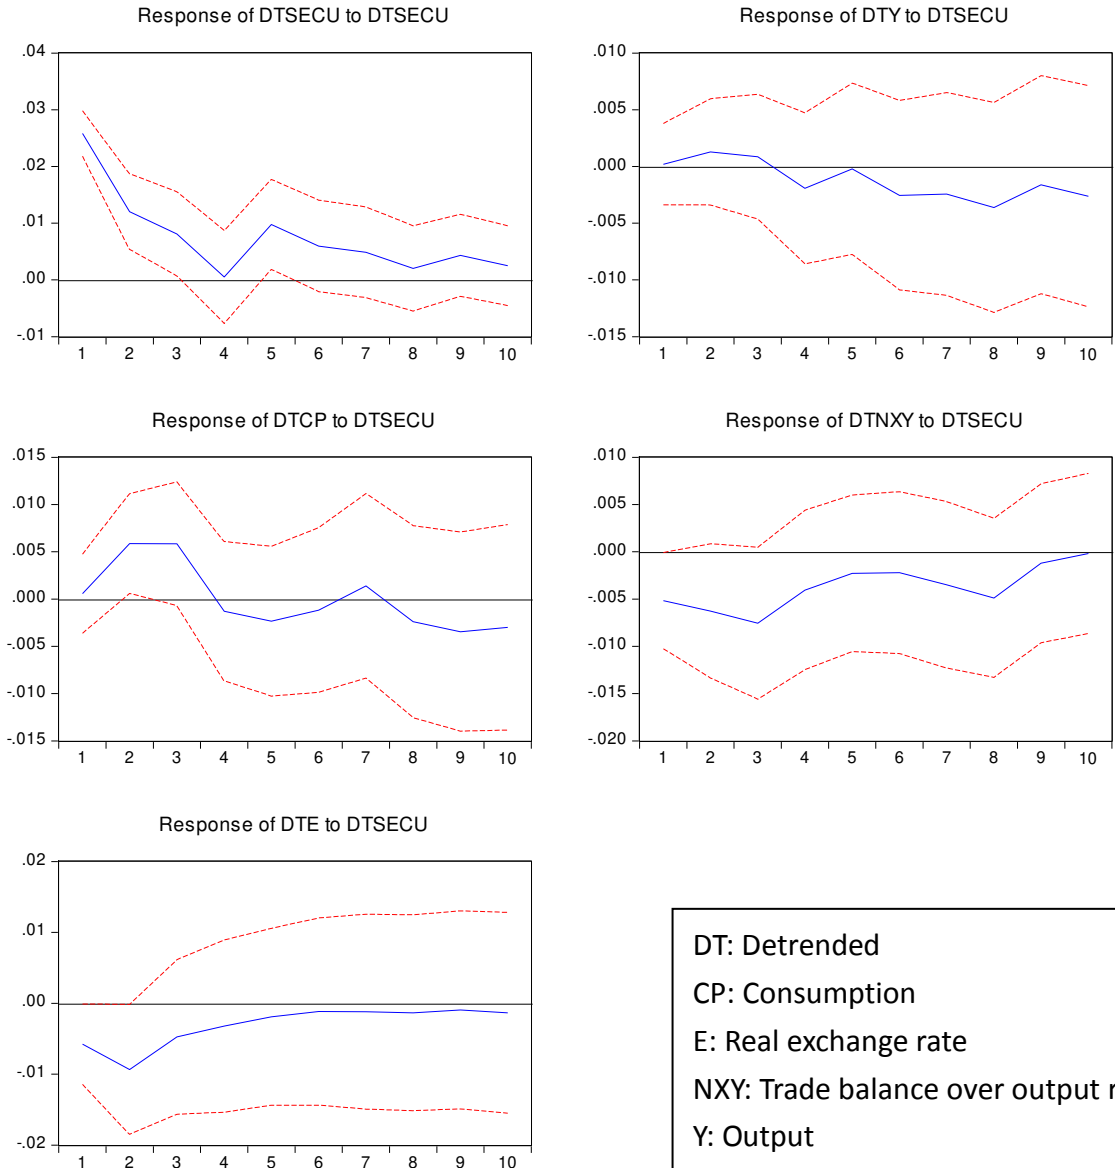 Response of DTSECU to DTSECU
.04
.03
.02
.01
.00
-.01
1 2 3 4 5 6 7 8 9 10
Response of DTY to DTSECU
.010
.005
.000
-.005
-.010
-.015
1 2 3 4 5 6 7 8 9 10
Response of DTCP to DTSECU
.015
.010
.005
.000
-.005
-.010
-.015
1 2 3 4 5 6 7 8 9 10
Response of DTNXY to DTSECU
.010
.005
.000
-.005
-.010
-.015
-.020
1 2 3 4 5 6 7 8 9 10
Response of DTE to DTSECU
.02
.01
.00
-.01
-.02
1 2 3 4 5 6 7 8 9 10
DT: Detrended
CP: Consumption
E: Real exchange rate
NXY: Trade balance over output
Y: Output